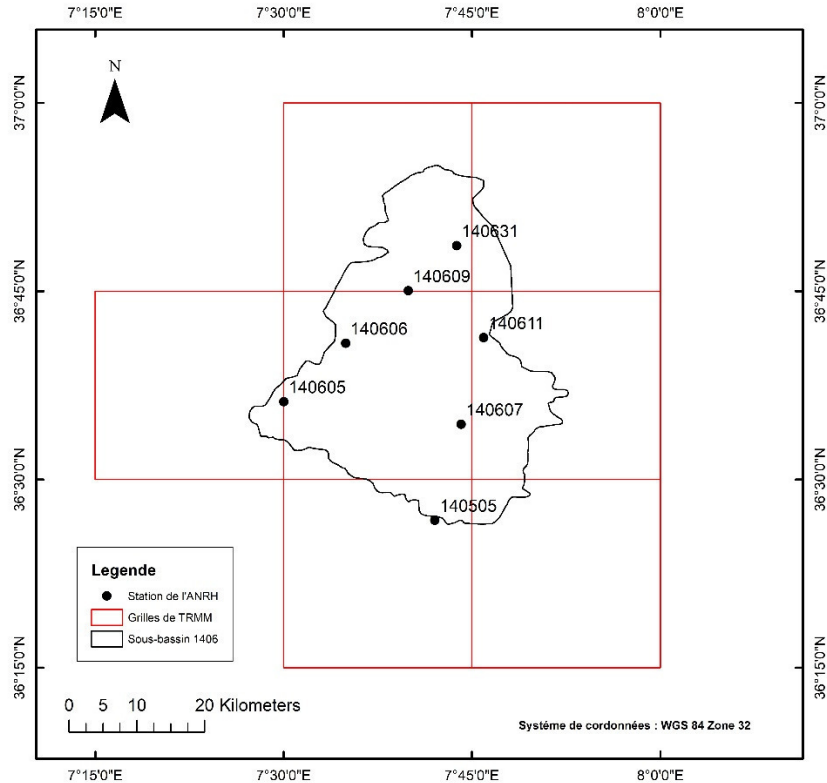 7°15'0"E 7°30'0"E 7°45'0"E 8°0'0"E
N
37°0'0"N 37°0'0"N
140631
140609
36°45'0"N 36°45'0"N
140611
140606
140605
140607
36°30'0"N 36°30'0"N
140505
Legende
Station de l'ANRH
Grilles de TRMM
Sous-bassin 1406
36°15'0"N 36°15'0"N
0 5 10 20 Kilometers
Systéme de cordonnées : WGS 84 Zone 32
7°15'0"E 7°30'0"E 7°45'0"E 8°0'0"E